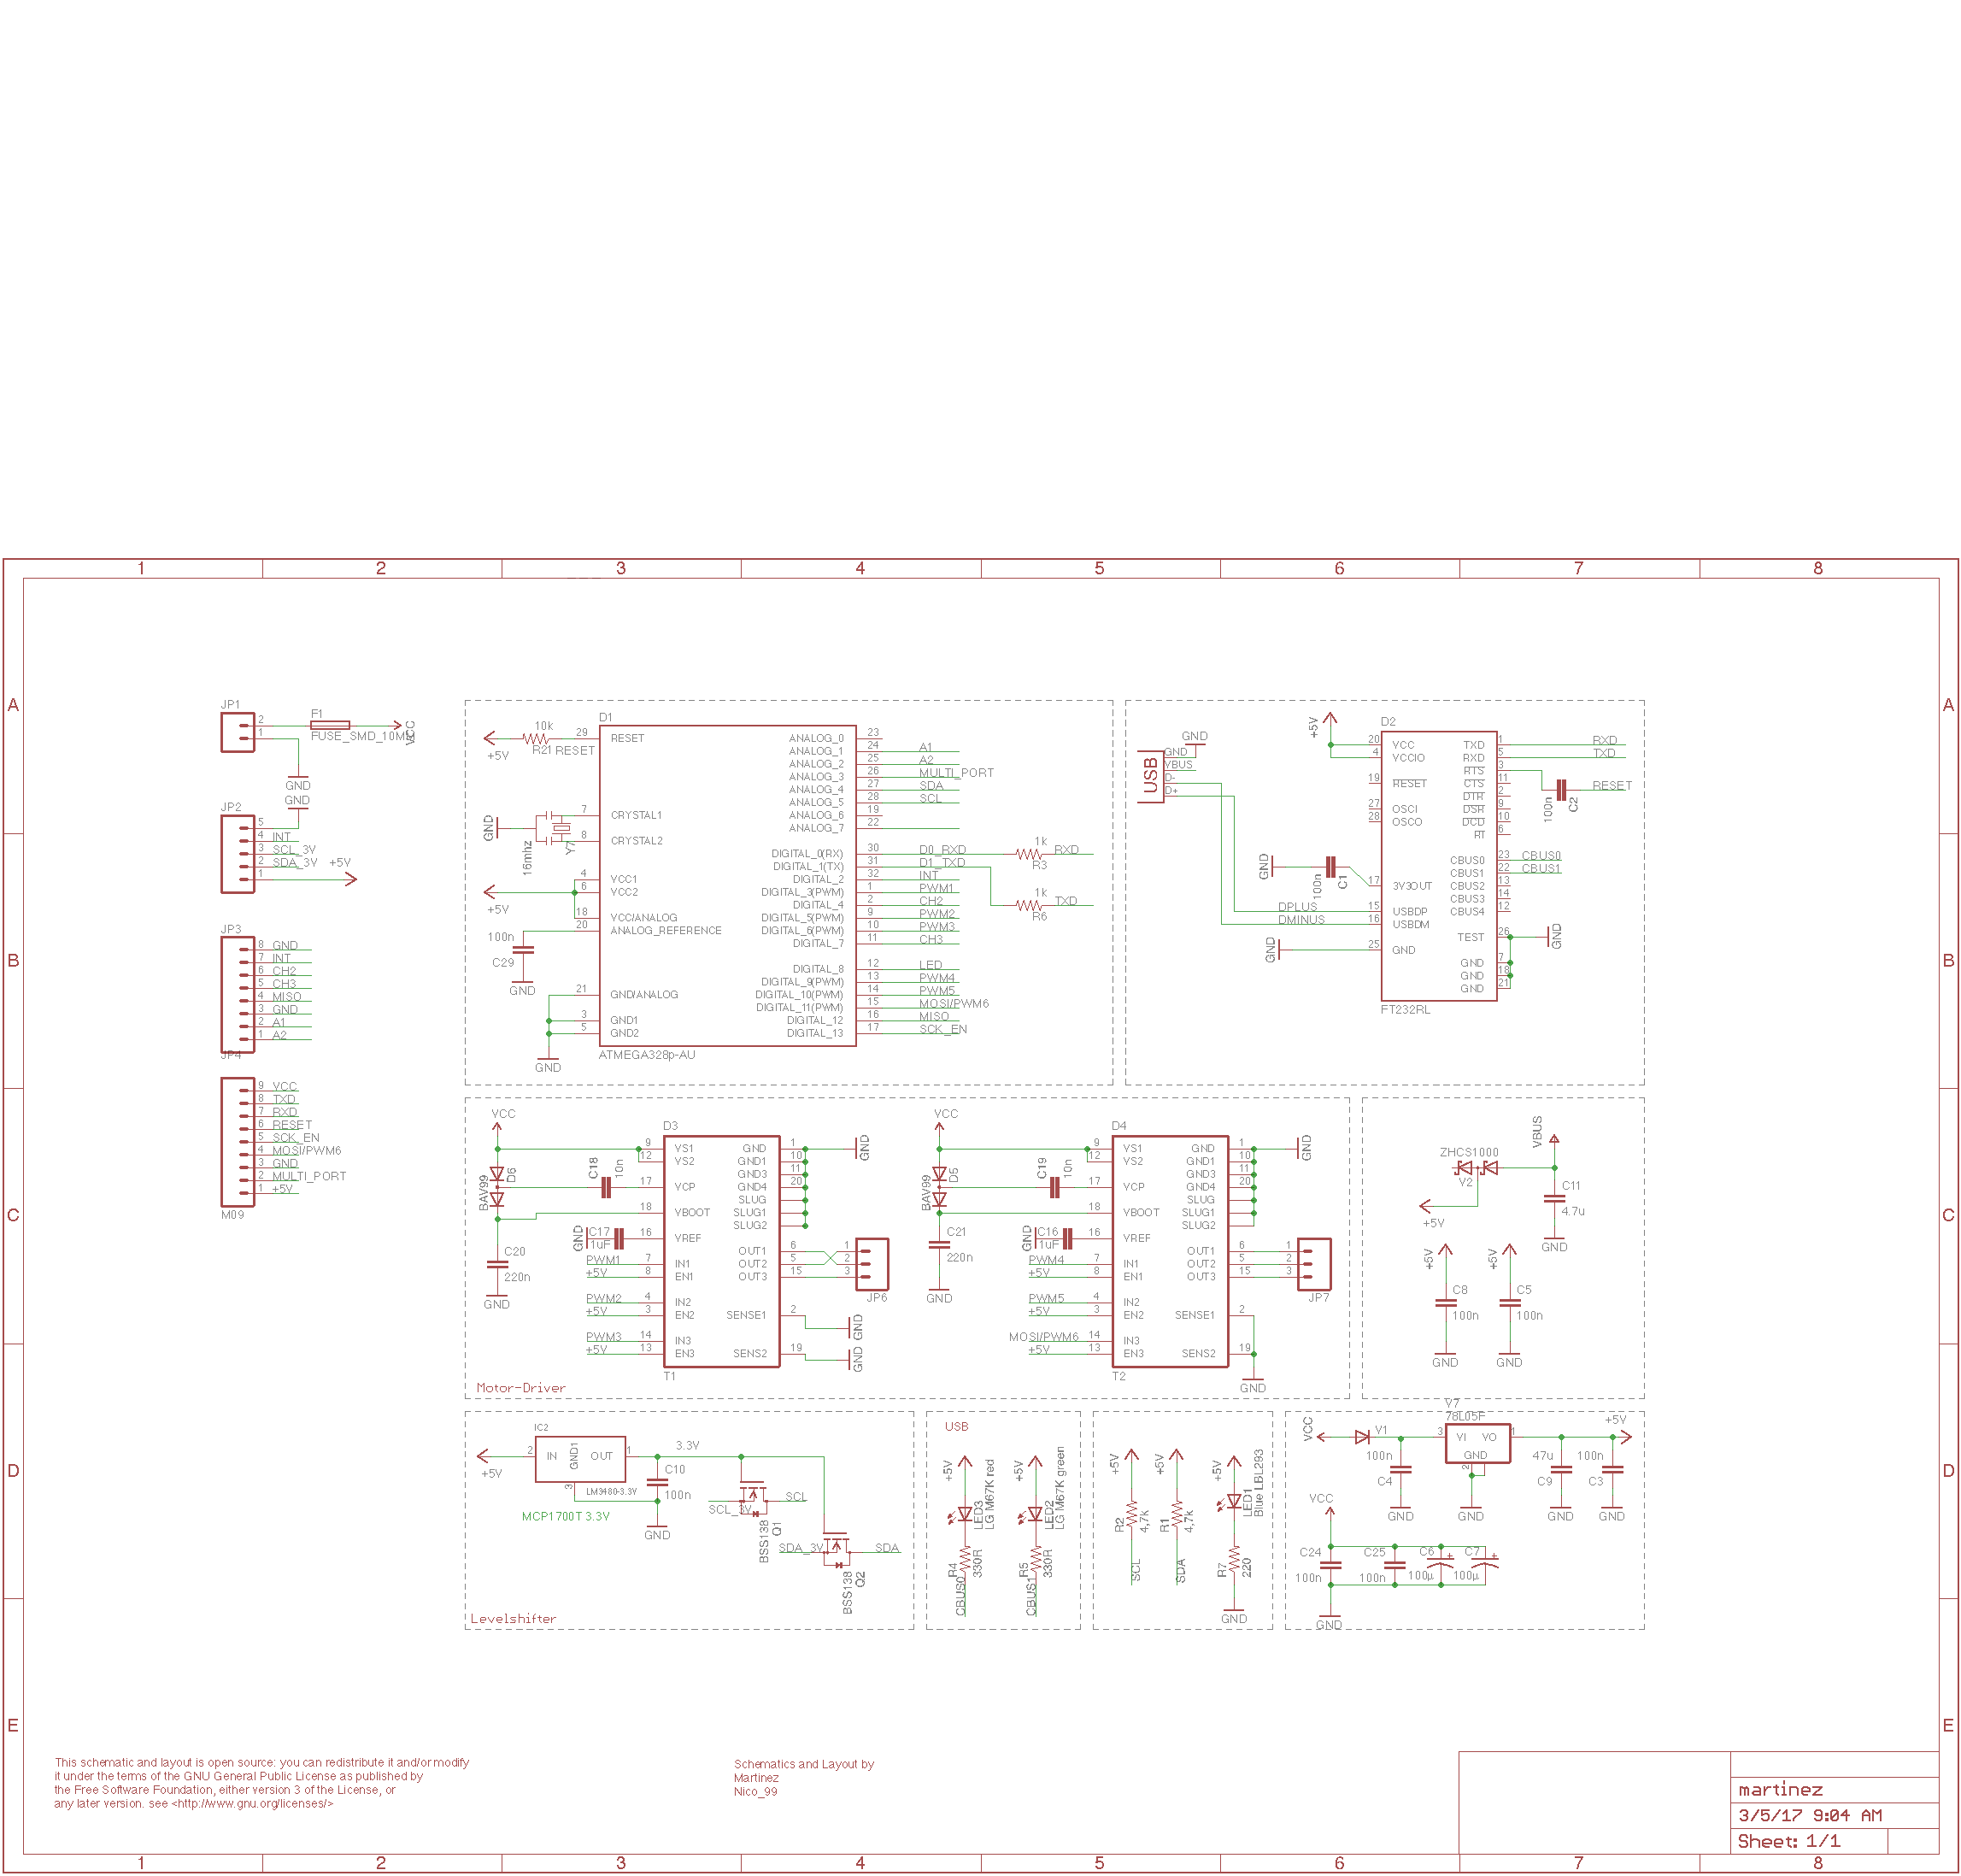 1 2 3 4 5 6 7 8
A
B
C
D
E
A
B
C
D
E
JP1
2
1
F1
FUSE_SMD_10M
VCC
GND
GND
JP2
5
4 INT
3 SCL_3V
2 SDA_3V +5V
1
JP3
8 GND
7 INT
6 CH2
5 CH3
4 MISO
3 GND
2 A1
1 A2
JP4
9 VCC
8 TXD
7 RXD
6 RESET
5 SCK_EN
4 MOSI/PWM6
3 GND
2 MULTI_PORT
1 +5V
M09
D1
10k
R21 RESET
+5V
29 RESET
GND
16mhz
Y7
7 CRYSTAL1
8 CRYSTAL2
+5V
4 VCC1
6 VCC2
18 VCC/ANALOG
20 ANALOG_REFERENCE
100n
C29
GND
21 GND/ANALOG
3 GND1
5 GND2
GND
ATMEGA328p-AU
ANALOG_0 23
ANALOG_1 24 A1
ANALOG_2 25 A2
ANALOG_3 26 MULTI_PORT
ANALOG_4 27 SDA
ANALOG_5 28 SCL
ANALOG_6 19
ANALOG_7 22
DIGITAL_0(RX) 30 D0_RXD 1k R3 RXD
DIGITAL_1(TX) 31 D1_TXD 1k R6 TXD
DIGITAL_2 32 INT
DIGITAL_3(PWM) 1 PWM1
DIGITAL_4 2 CH2
DIGITAL_5(PWM) 9 PWM2
DIGITAL_6(PWM) 10 PWM3
DIGITAL_7 11 CH3
DIGITAL_8 12 LED
DIGITAL_9(PWM) 13 PWM4
DIGITAL_10(PWM) 14 PWM5
DIGITAL_11(PWM) 15 MOSI/PWM6
DIGITAL_12 16 MISO
DIGITAL_13 17 SCK_EN
USB
GND
GND
VBUS
D-
D+
+5V
D2
20 VCC
4 VCCIO
19 RESET
27 OSCI
28 OSCO
GND
100n
C1
17 3V3OUT
DPLUS 15 USBDP
DMINUS 16 USBDM
GND 25 GND
FT232RL
TXD 1 RXD
RXD 5 TXD
RTS 3
CTS 11
DTR 2
DSR 9
DCD 10
RI 6
100n
C2
RESET
CBUS0 23 CBUS0
CBUS1 22 CBUS1
CBUS2 13
CBUS3 14
CBUS4 12
TEST 26 GND
GND 7
GND 18
GND 21
VCC
D6
BAV99
C18
10n
GND
C17
1uF
C20
220n
GND
D3
9 VS1
12 VS2
17 VCP
18 VBOOT
16 VREF
PWM1 7 IN1
+5V 8 EN1
PWM2 4 IN2
+5V 3 EN2
PWM3 14 IN3
+5V 13 EN3
GND 1 GND
GND1 10
GND3 11
GND4 20
SLUG
SLUG1
SLUG2
OUT1 6 1
OUT2 5 2
OUT3 15 3
JP6
SENSE1 2 GND
SENS2 19 GND
T1
Motor-Driver
VCC
D5
BAV99
C19
10n
GND
C16
1uF
C21
220n
GND
D4
9 VS1
12 VS2
17 VCP
18 VBOOT
16 VREF
PWM4 7 IN1
+5V 8 EN1
PWM5 4 IN2
+5V 3 EN2
MOSI/PWM6 14 IN3
+5V 13 EN3
GND 1 GND
GND1 10
GND3 11
GND4 20
SLUG
SLUG1
SLUG2
OUT1 6 1
OUT2 5 2
OUT3 15 3
JP7
SENSE1 2
SENS2 19
GND
T2
VBUS
ZHCS1000
V2
+5V
C11
4.7u
GND
+5V
C8
100n
GND
+5V
C5
100n
GND
IC2
+5V
2 IN
GND1
OUT 1
3
LM3480-3.3V
MCP1700T 3.3V
3.3V
C10
100n
GND
SCL_3V
SCL
BSS138
Q1
SDA_3V
SDA
BSS138
Q2
Levelshifter
USB
+5V
LED3
LG M67K red
R4
330R
CBUS0
+5V
LED2
LG M67K green
R5
330R
CBUS1
+5V
R2
4,7k
SCL
+5V
R1
4,7k
SDA
+5V
LED1
Blue LBL293
R7
220
GND
VCC
V1
100n
C4
GND
V7
78L05F
3 VI
VO 1
GND
2
GND
47u
C9
GND
+5V
100n
C3
GND
VCC
C24
100n
C25
100n
C6
100µ
C7
100µ
GND
This schematic and layout is open source: you can redistribute it and/or modify
it under the terms of the GNU General Public License as published by
the Free Software Foundation, either version 3 of the License, or
any later version. see <http://www.gnu.org/licenses/>
Schematics and Layout by
Martinez
Nico_99
martinez
3/5/17 9:04 AM
Sheet: 1/1
1 2 3 4 5 6 7 8